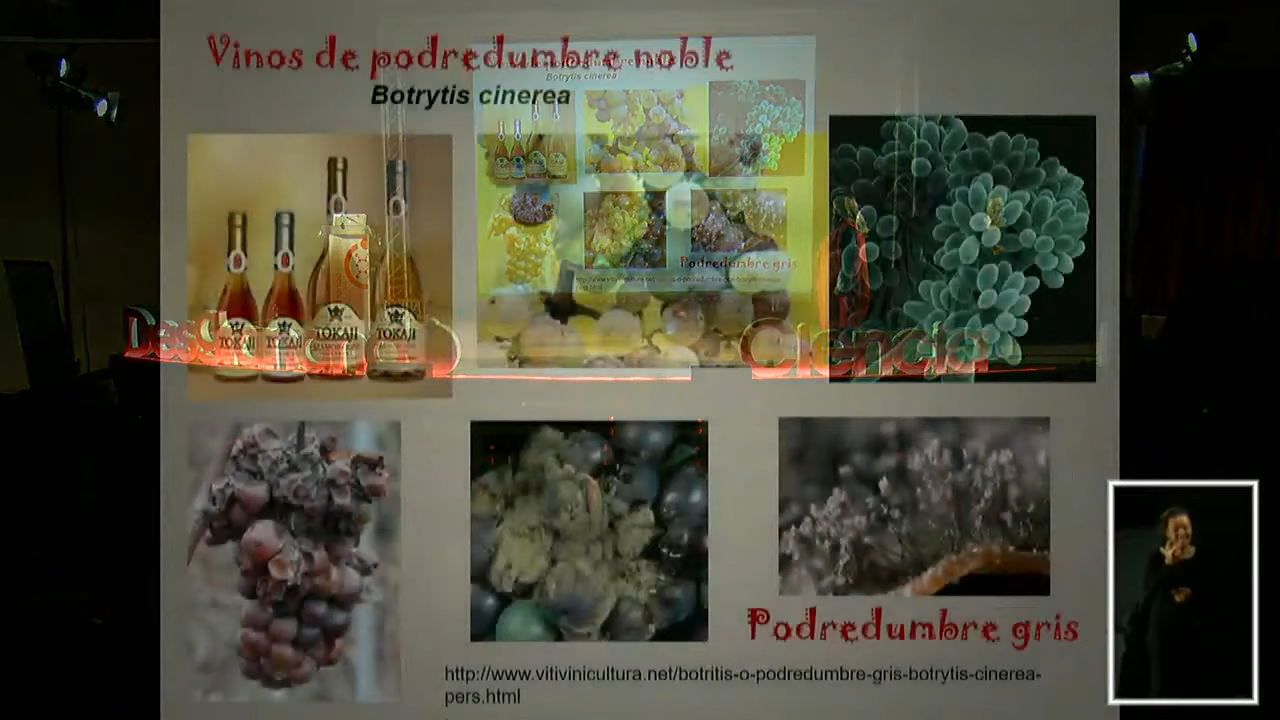 Vinos de podredumbre noble
Botrytis cinerea
Botrytis cinerea
TOKAJI
TOKAJI
TOKAJI
TOKAJI
Podredumbre gris
Ciencia
Podredumbre gris
http://www.vitivinicultura.net/botritis-o-podredumbre-gris-botrytis-cinerea-
pers.html